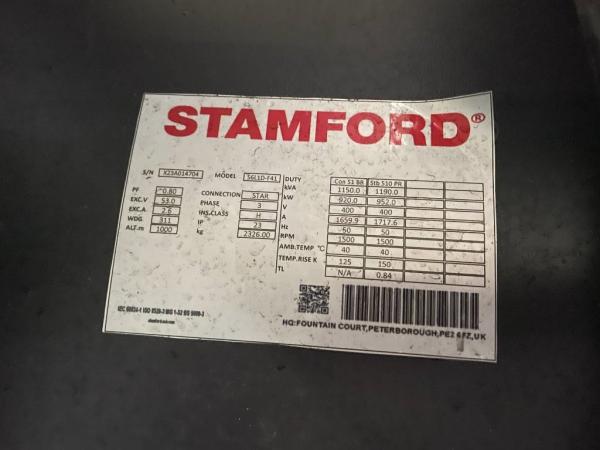 STAMFORD®
S/N X23A014704 MODEL S6L1D-F41 DUTY Con S1 BR Stb S10 PR
kVA 1150.0 1190.0
PF 0.80 CONNECTION STAR kW 920.0 952.0
EXC.V 53.0 PHASE 3 V 400 400
EXC.A 2.6 INS.CLASS H A 1659.9 1717.6
WDG 311 IP 23 Hz 50 50
ALT.m 1000 kg 2326.00 RPM 1500 1500
AMB.TEMP °C 40 40
TEMP.RISE K 125 150
TL N/A 0.84
HQ:FOUNTAIN COURT,PETERBOROUGH,PE2 6FZ,UK